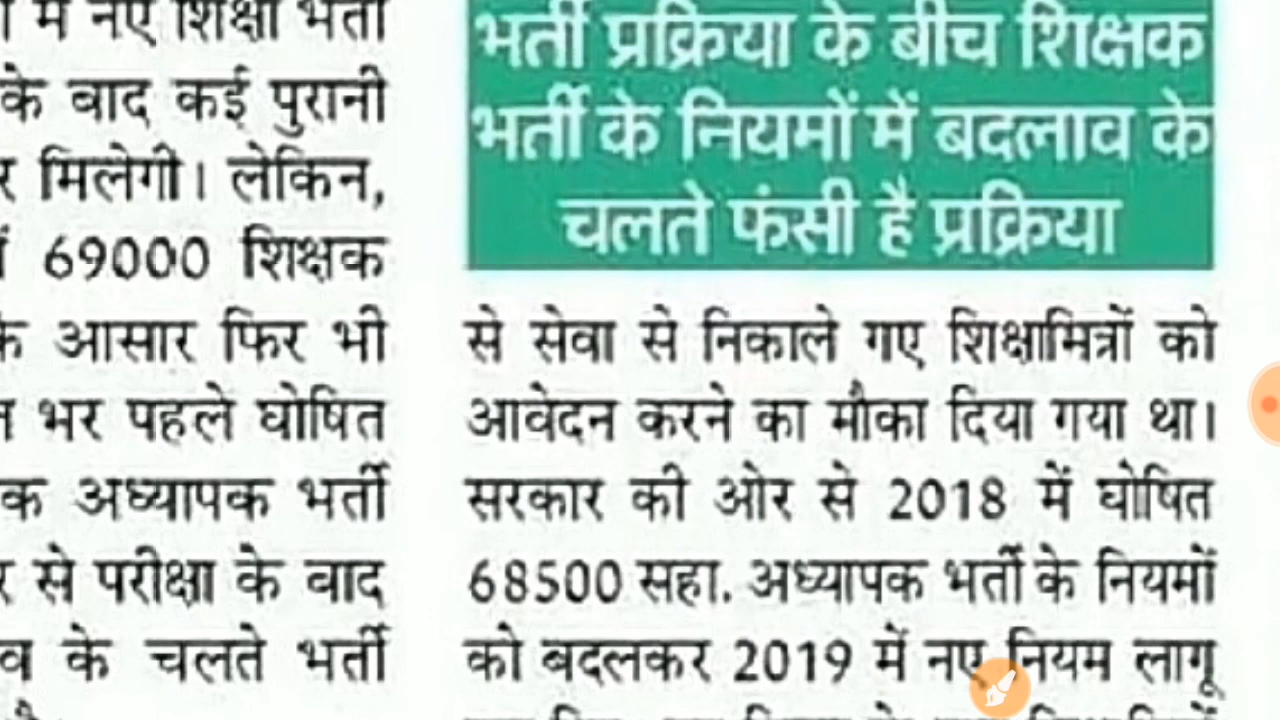 में नए शिक्षा भर्ती
के बाद कई पुरानी
मिलेगी। लेकिन,
69000 शिक्षक
के आसार फिर भी
भर पहले घोषित
क अध्यापक भर्ती
से परीक्षा के वाद
व के चलते भर्ती
भर्ती प्रक्रिया के बीच शिक्षक
भर्ती के नियमों में बदलाव के
चलते फंसी है प्रक्रिया
से सेवा से निकाले गए शिक्षामित्रों को
आवेदन करने का मौका दिया गया था।
सरकार की ओर से 2018 में घोषित
68500 सहा. अध्यापक भर्ती के नियमों
को बदलकर 2019 में नए नियम लागू